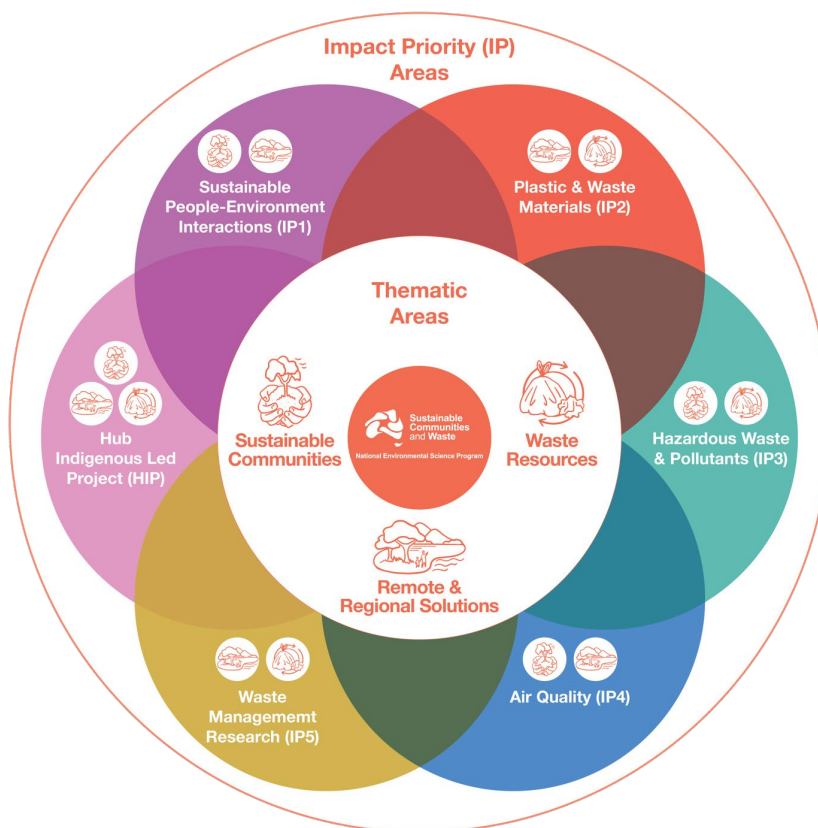 Impact Priority (IP)
Areas
Sustainable
People-Environment
Interactions (IP1)
Plastic & Waste
Materials (IP2)
Thematic
Areas
Hub
Indigenous Led
Project (HIP)
Sustainable
Communities
Sustainable
Communities
and Waste
National Environmental Science Program
Waste
Resources
Hazardous Waste
& Pollutants (IP3)
Remote &
Regional Solutions
Waste
Managememt
Research (IP5)
Air Quality (IP4)